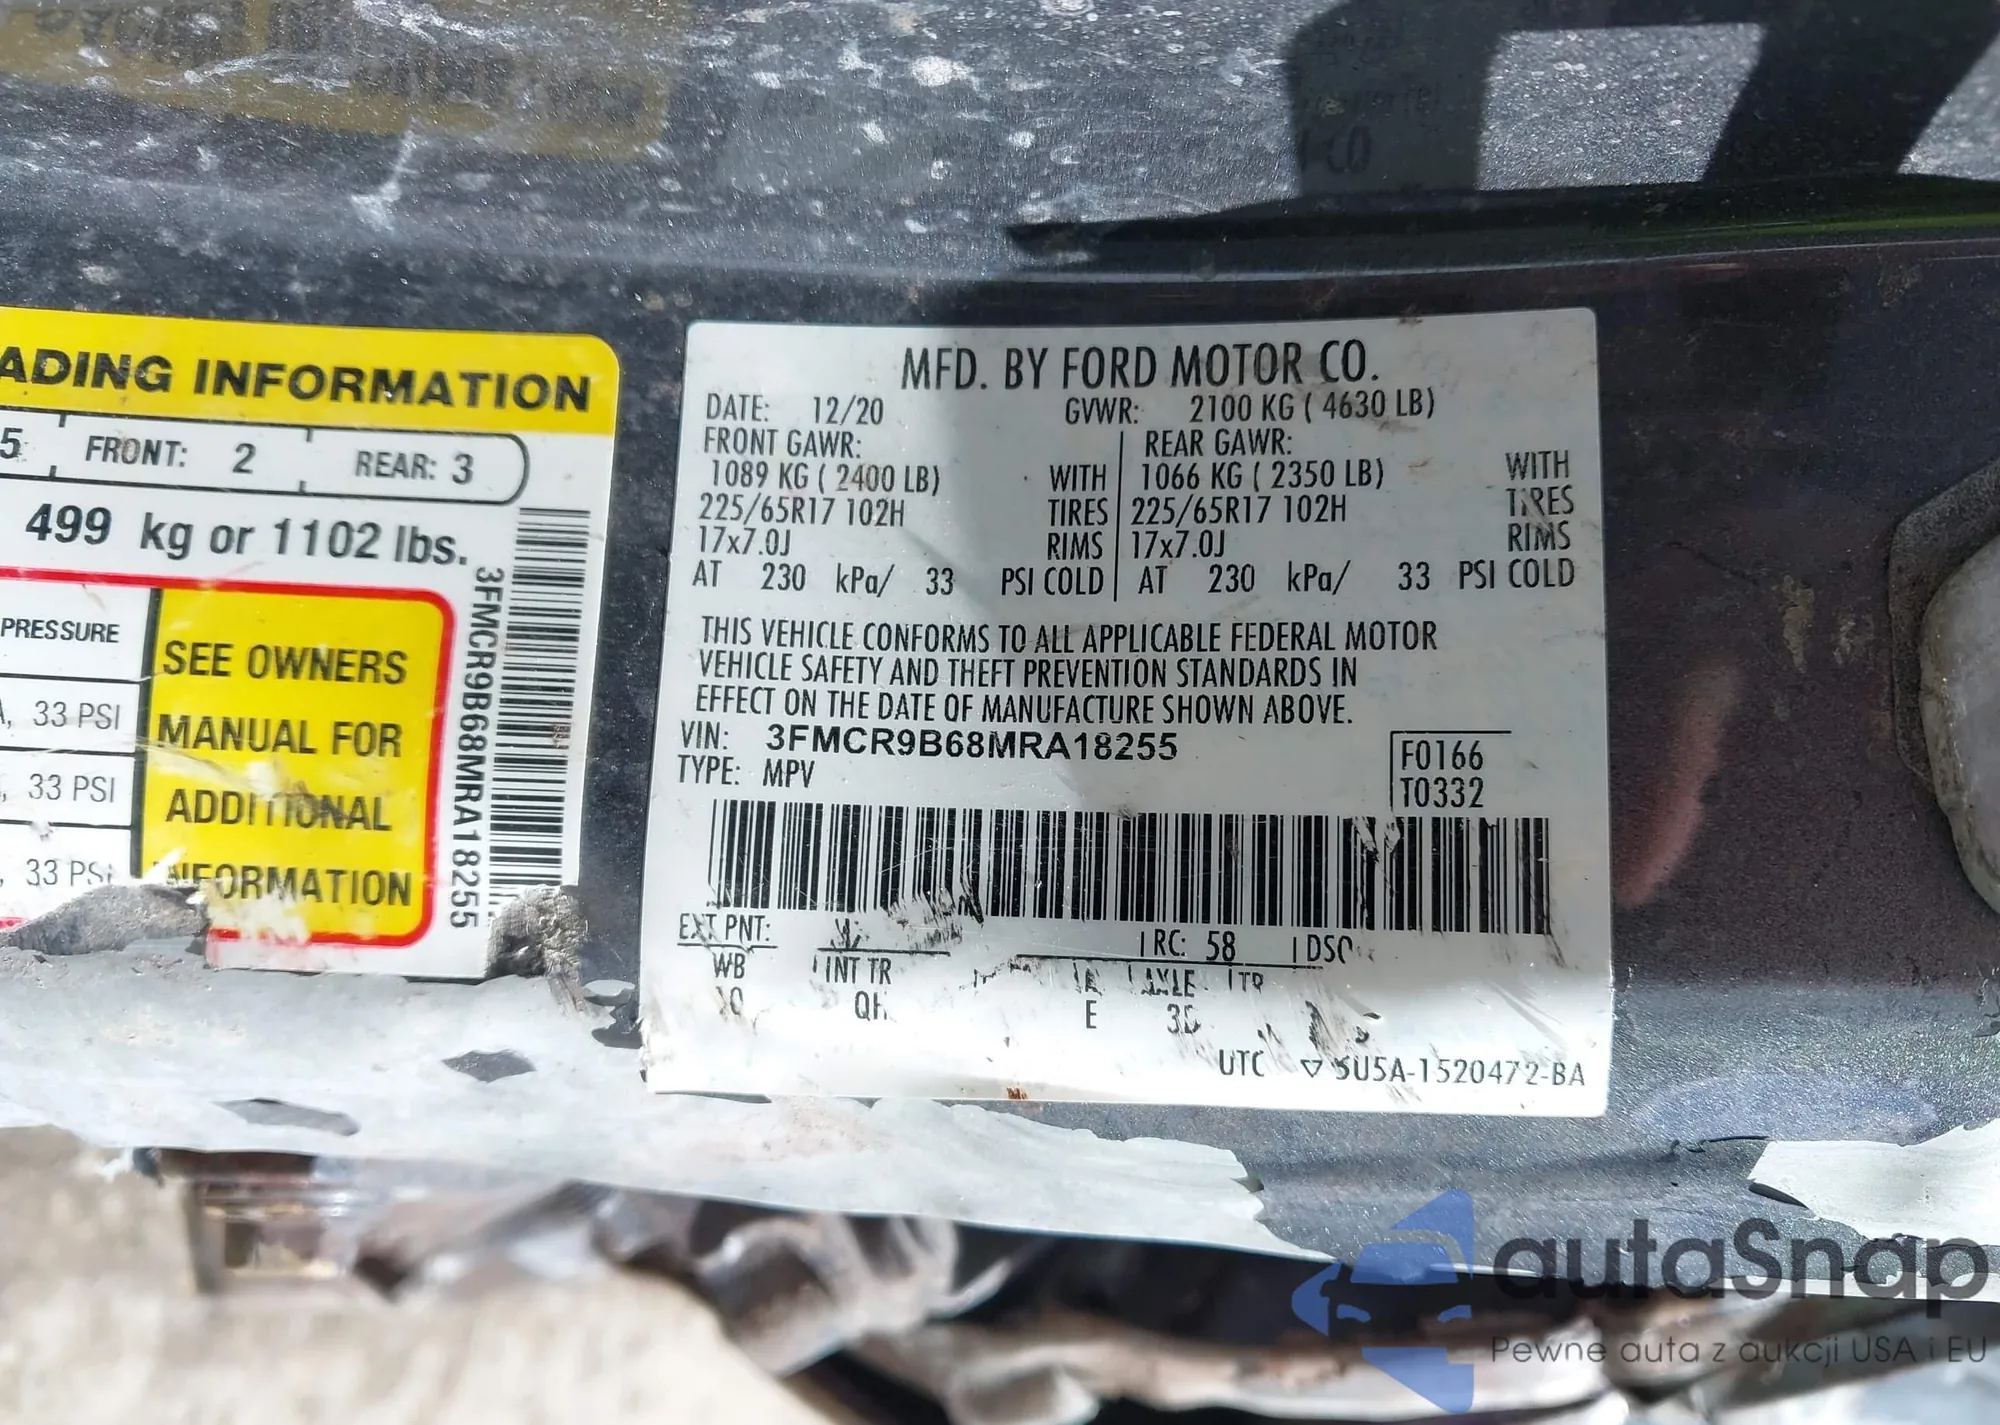 ADING INFORMATION
5 FRONT: 2 REAR: 3
499 kg or 1102 lbs.
PRESSURE
33 PSI
33 PSI
33 PSI
SEE OWNERS
MANUAL FOR
ADDITIONAL
INFORMATION
3FMCR9B68MRA18255
MFD. BY FORD MOTOR CO.
DATE: 12/20 GVWR: 2100 KG ( 4630 LB)
FRONT GAWR: REAR GAWR:
1089 KG ( 2400 LB) WITH 1066 KG ( 2350 LB) WITH
225/65R17 102H TIRES 225/65R17 102H TIRES
17x7.0J RIMS 17x7.0J RIMS
AT 230 kPa/ 33 PSI COLD AT 230 kPa/ 33 PSI COLD
THIS VEHICLE CONFORMS TO ALL APPLICABLE FEDERAL MOTOR
VEHICLE SAFETY AND THEFT PREVENTION STANDARDS IN
EFFECT ON THE DATE OF MANUFACTURE SHOWN ABOVE.
VIN: 3FMCR9B68MRA18255
TYPE: MPV
F0166
T0332
EXT PNT: RC: 58 DSO
WB INT TR AXLE TR
QH E
UTC ▽ 5U5A-1520472-BA
autaSnap
Pewne auta z aukcji USA i EU